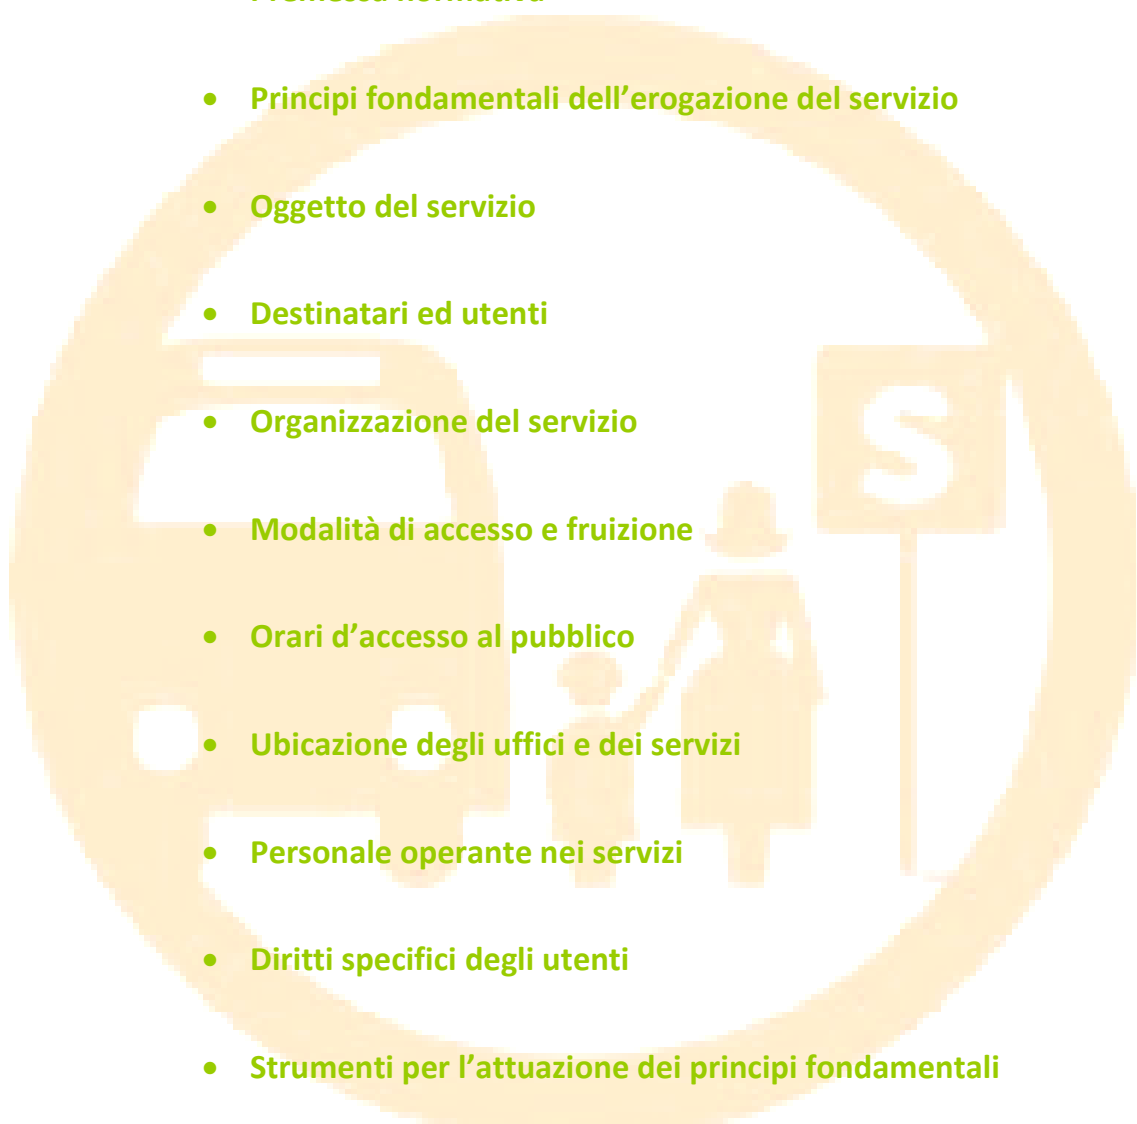 • Principi fondamentali dell’erogazione del servizio
• Oggetto del servizio
• Destinatari ed utenti
• Organizzazione del servizio
S
• Modalità di accesso e fruizione
• Orari d’accesso al pubblico
• Ubicazione degli uffici e dei servizi
• Personale operante nei servizi
• Diritti specifici degli utenti
• Strumenti per l’attuazione dei principi fondamentali